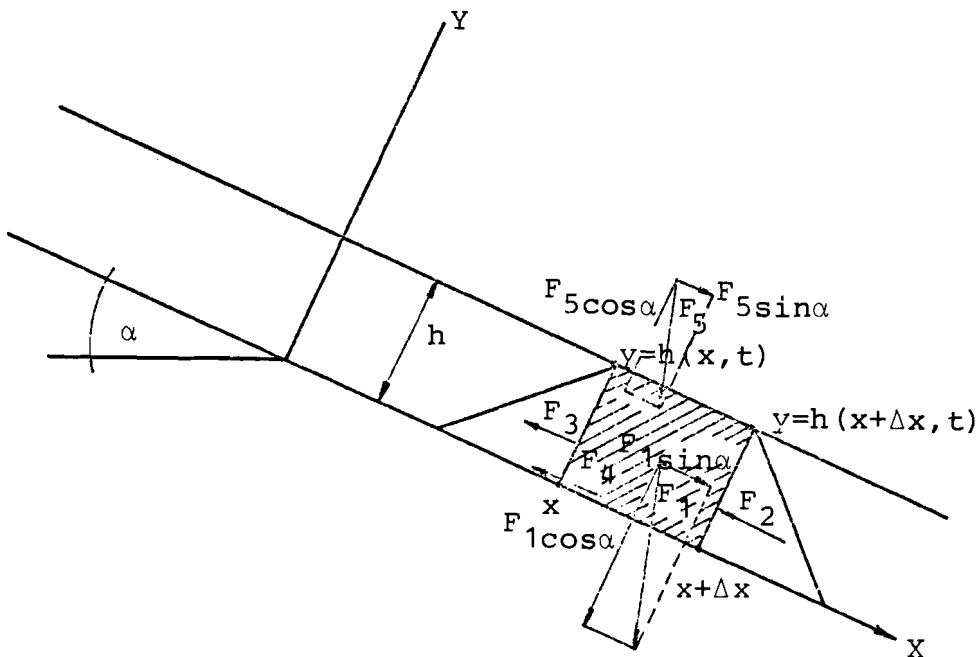 Y
F5cosα
F5
F5sinα
α
h
y=h(x,t)
y=h(x+Δx,t)
F3
F4
F1sinα
F1
F2
x
F1cosα
x+Δx
X